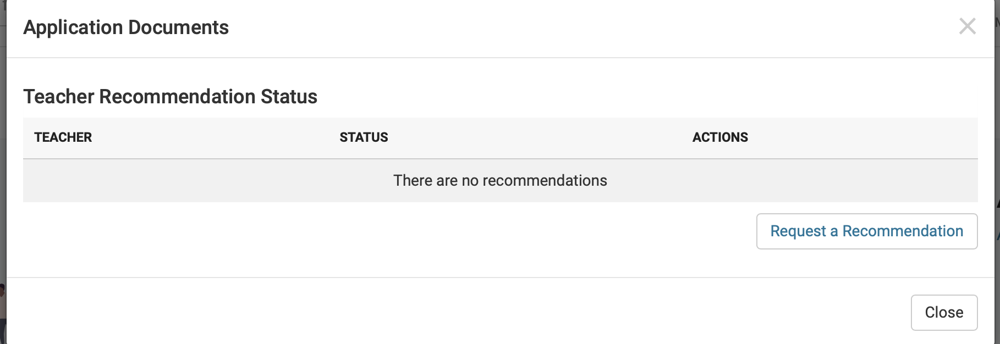 Application Documents
Teacher Recommendation Status
TEACHER STATUS ACTIONS
There are no recommendations
Request a Recommendation
Close